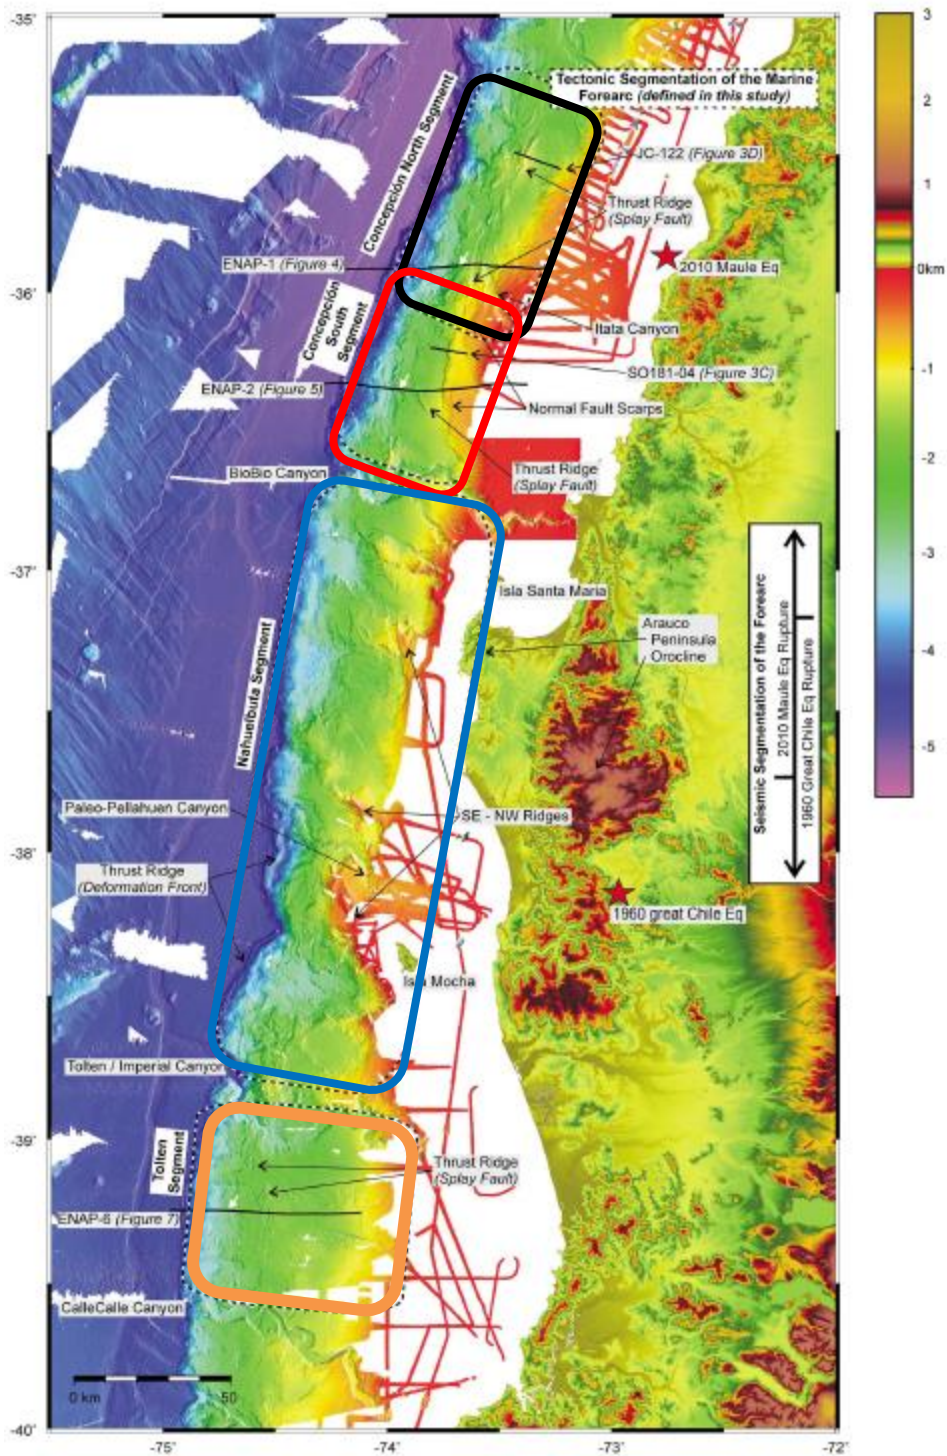 -35°
3
Tectonic Segmentation of the Marine
Forearc (defined in this study)
2
Concepción North Segment
JC-122 (Figure 3D)
1
Thrust Ridge
(Splay Fault)
0km
ENAP-1 (Figure 4)
2010 Maule Eq
-36°
Concepción
South
Segment
Itata Canyon
-1
SO181-04 (Figure 3C)
ENAP-2 (Figure 5)
Normal Fault Scarps
-2
BioBio Canyon
Thrust Ridge
(Splay Fault)
-3
-37°
Isla Santa Maria
Arauco
Peninsula
Orocline
-4
Nahuelbuta Segment
Seismic Segmentation of the Forearc
2010 Maule Eq Rupture
1960 Great Chile Eq Rupture
-5
Paleo-Pellahuen Canyon
SE - NW Ridges
-38°
Thrust Ridge
(Deformation Front)
1960 great Chile Eq
Isla Mocha
Tolten / Imperial Canyon
-39°
Tolten
Segment
Thrust Ridge
(Splay Fault)
ENAP-6 (Figure 7)
CalleCalle Canyon
0 km
50
-40°
-75°
-74°
-73°
-72°